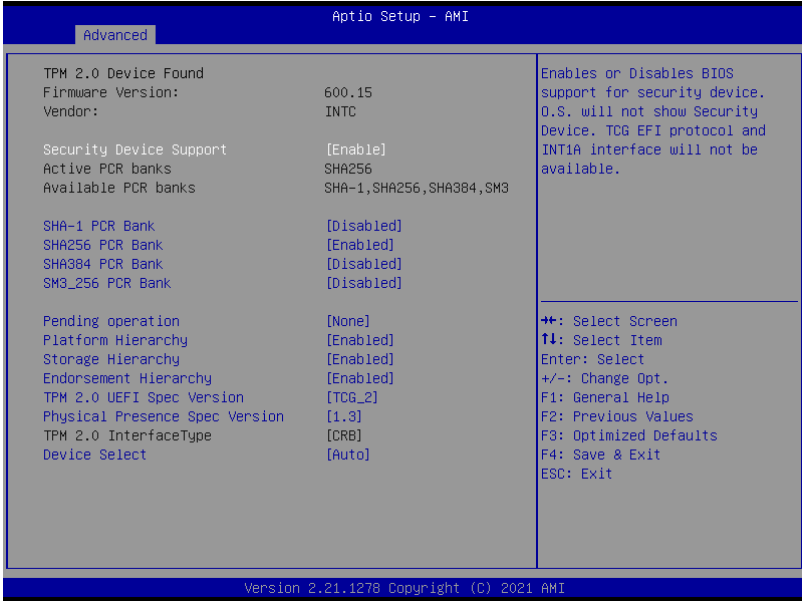 Aptio Setup – AMI
Advanced
TPM 2.0 Device Found
Firmware Version: 600.15
Vendor: INTC
Security Device Support [Enable]
Active PCR banks SHA256
Available PCR banks SHA-1,SHA256,SHA384,SM3
SHA-1 PCR Bank [Disabled]
SHA256 PCR Bank [Enabled]
SHA384 PCR Bank [Disabled]
SM3_256 PCR Bank [Disabled]
Pending operation [None]
Platform Hierarchy [Enabled]
Storage Hierarchy [Enabled]
Endorsement Hierarchy [Enabled]
TPM 2.0 UEFI Spec Version [TCG_2]
Physical Presence Spec Version [1.3]
TPM 2.0 InterfaceType [CRB]
Device Select [Auto]
Enables or Disables BIOS
support for security device.
O.S. will not show Security
Device. TCG EFI protocol and
INT1A interface will not be
available.
→←: Select Screen
↑↓: Select Item
Enter: Select
+/-: Change Opt.
F1: General Help
F2: Previous Values
F3: Optimized Defaults
F4: Save & Exit
ESC: Exit
Version 2.21.1278 Copyright (C) 2021 AMI